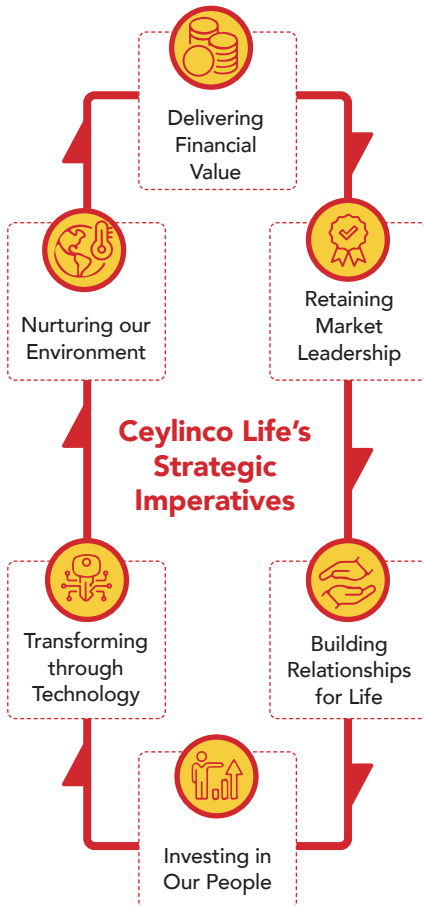 Delivering
Financial
Value
Nurturing our
Environment
Retaining
Market
Leadership
Ceylinco Life’s
Strategic
Imperatives
Transforming
through
Technology
Building
Relationships
for Life
Investing in
Our People